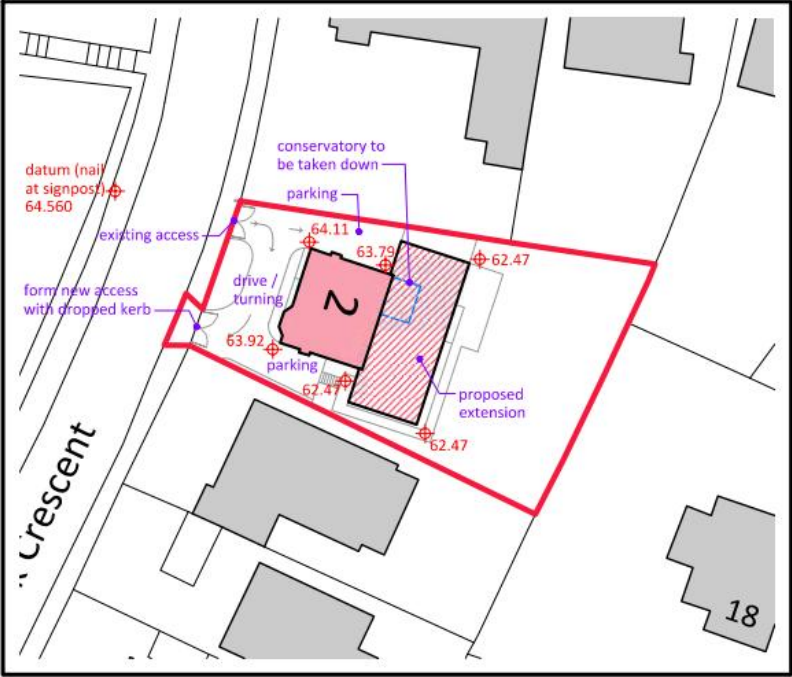 conservatory to
be taken down
parking
datum (nail
at signpost)
64.560
existing access
64.11
63.79
62.47
form new access
with dropped kerb
drive /
turning
2
63.92
parking
62.47
proposed
extension
62.47
Crescent
18